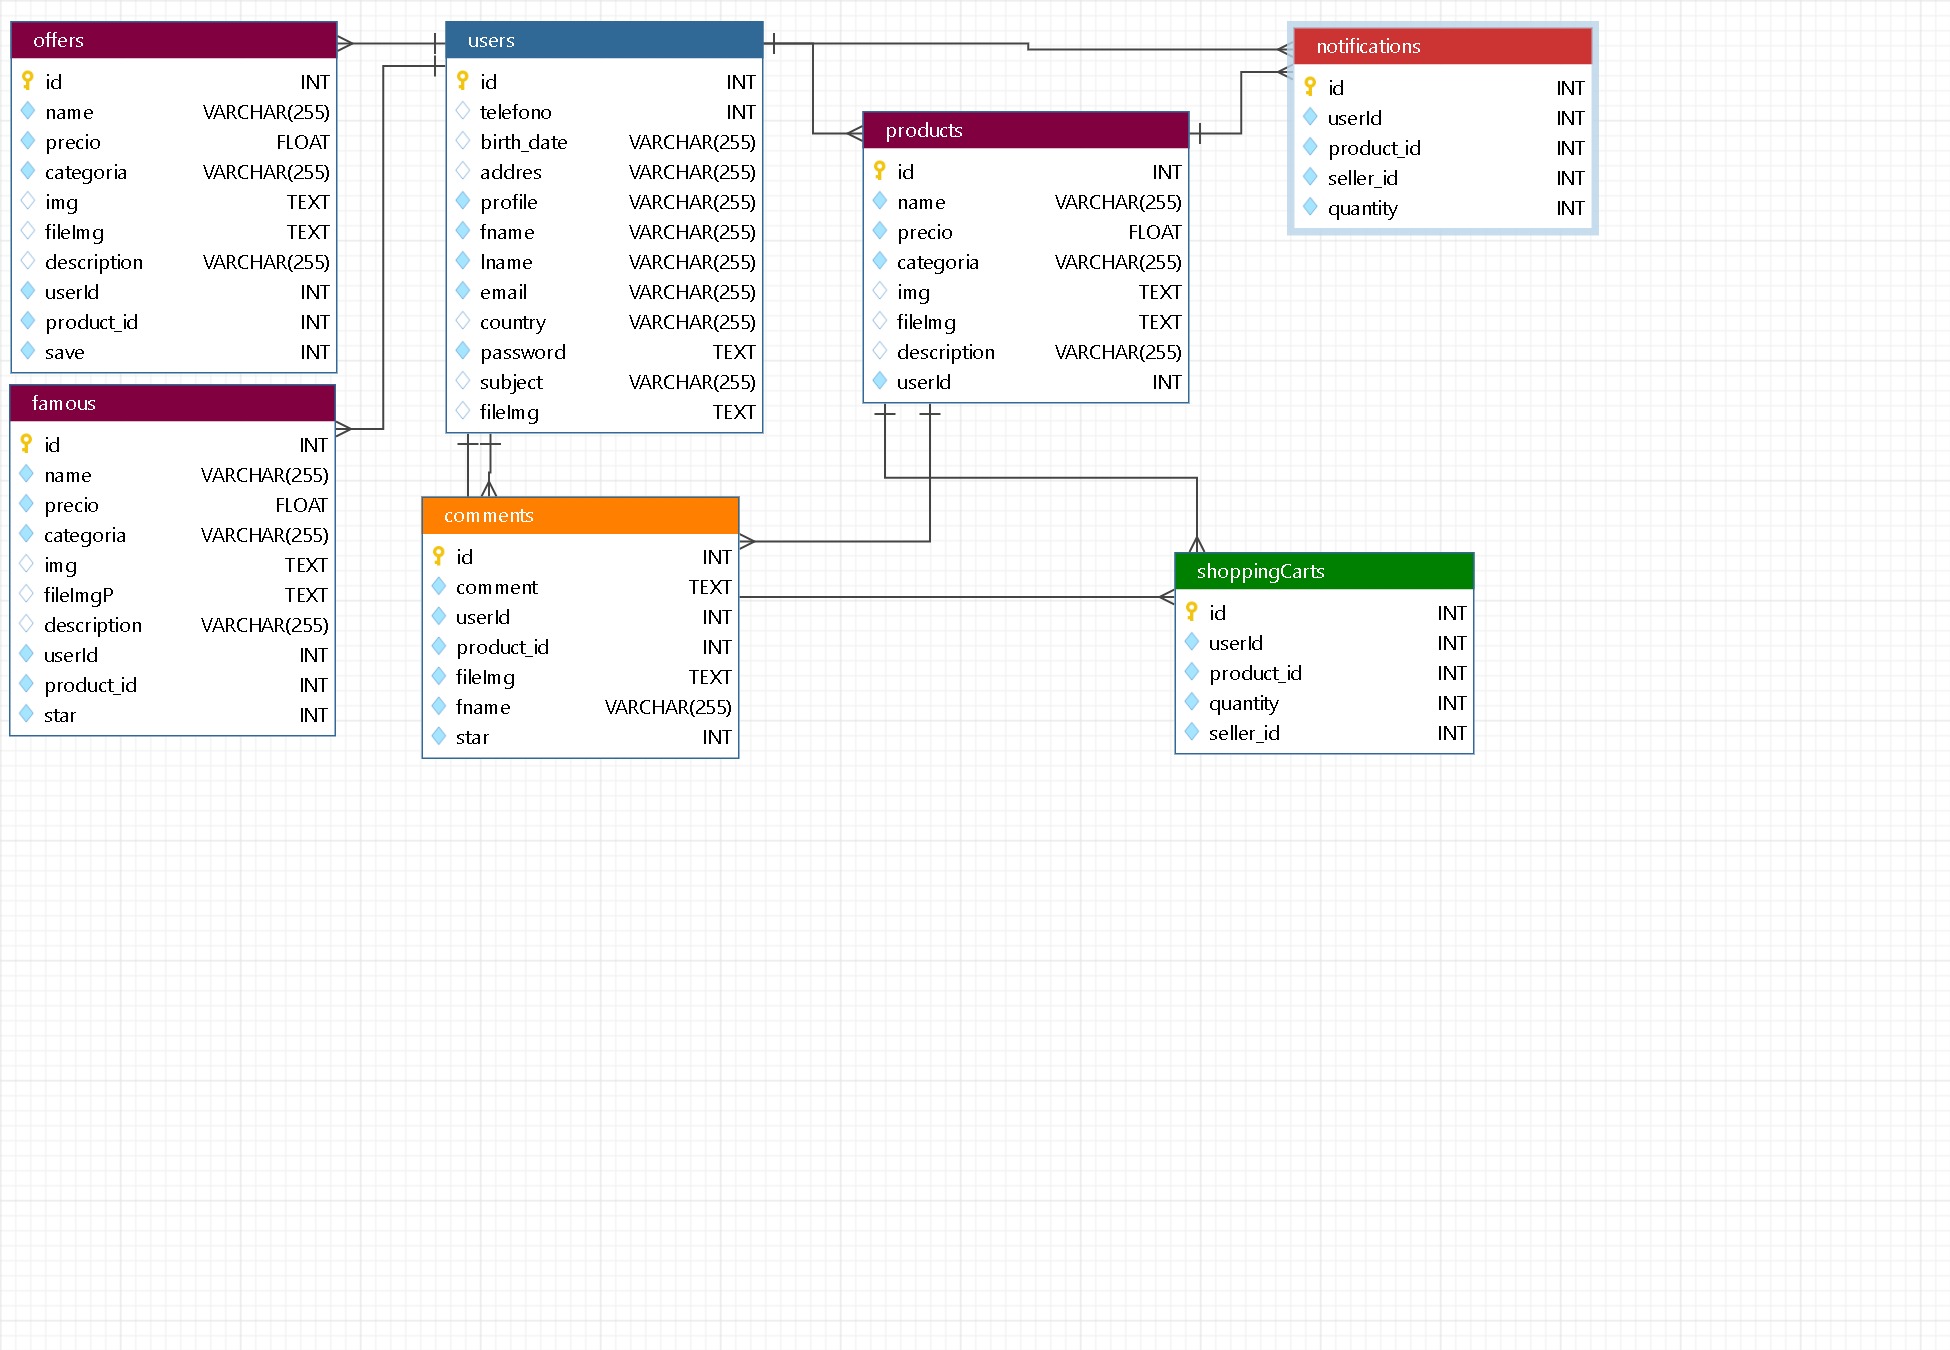 offers
id INT
name VARCHAR(255)
precio FLOAT
categoria VARCHAR(255)
img TEXT
fileImg TEXT
description VARCHAR(255)
userId INT
product_id INT
save INT
famous
id INT
name VARCHAR(255)
precio FLOAT
categoria VARCHAR(255)
img TEXT
fileImgP TEXT
description VARCHAR(255)
userId INT
product_id INT
star INT
users
id INT
telefono INT
birth_date VARCHAR(255)
addres VARCHAR(255)
profile VARCHAR(255)
fname VARCHAR(255)
lname VARCHAR(255)
email VARCHAR(255)
country VARCHAR(255)
password TEXT
subject VARCHAR(255)
fileImg TEXT
comments
id INT
comment TEXT
userId INT
product_id INT
fileImg TEXT
fname VARCHAR(255)
star INT
products
id INT
name VARCHAR(255)
precio FLOAT
categoria VARCHAR(255)
img TEXT
fileImg TEXT
description VARCHAR(255)
userId INT
notifications
id INT
userId INT
product_id INT
seller_id INT
quantity INT
shoppingCarts
id INT
userId INT
product_id INT
quantity INT
seller_id INT